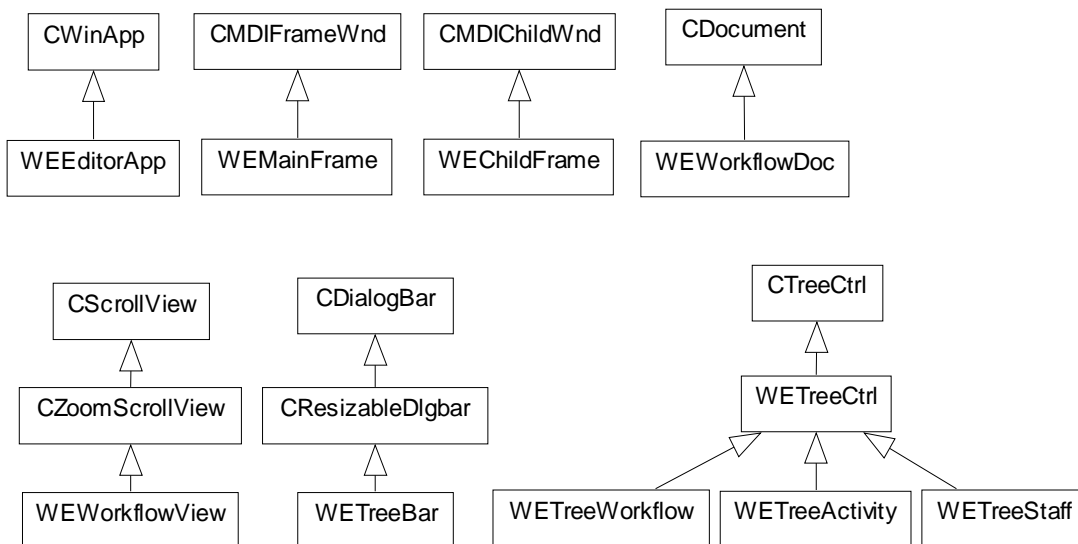 CWinApp
CMDIFrameWnd
CMDIChildWnd
CDocument
WEEditorApp
WEMainFrame
WEChildFrame
WEWorkflowDoc
CScrollView
CDialogBar
CTreeCtrl
CZoomScrollView
CResizableDlgbar
WETreeCtrl
WEWorkflowView
WETreeBar
WETreeWorkflow
WETreeActivity
WETreeStaff